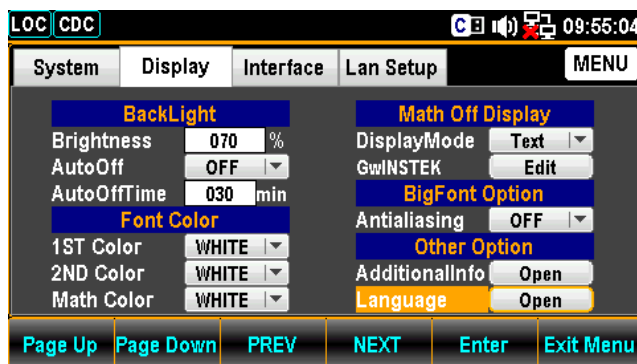 LOC CDC C 09:55:04
System Display Interface Lan Setup MENU
BackLight
Brightness 070 %
AutoOff OFF
AutoOffTime 030 min
Font Color
1ST Color WHITE
2ND Color WHITE
Math Color WHITE
Math Off Display
DisplayMode Text
GWINSTEK Edit
BigFont Option
Antialiasing OFF
Other Option
AdditionalInfo Open
Language Open
Page Up Page Down PREV NEXT Enter Exit Menu